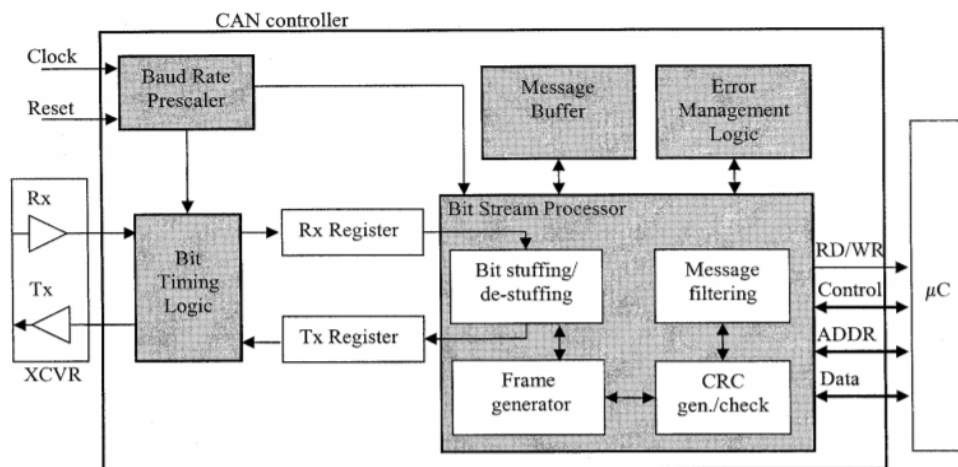 CAN controller
Clock
Reset
Baud Rate
Prescaler
Message
Buffer
Error
Management
Logic
Rx
Tx
XCVR
Bit
Timing
Logic
Rx Register
Tx Register
Bit Stream Processor
Bit stuffing/
de-stuffing
Message
filtering
Frame
generator
CRC
gen./check
RD/WR
Control
ADDR
Data
μC